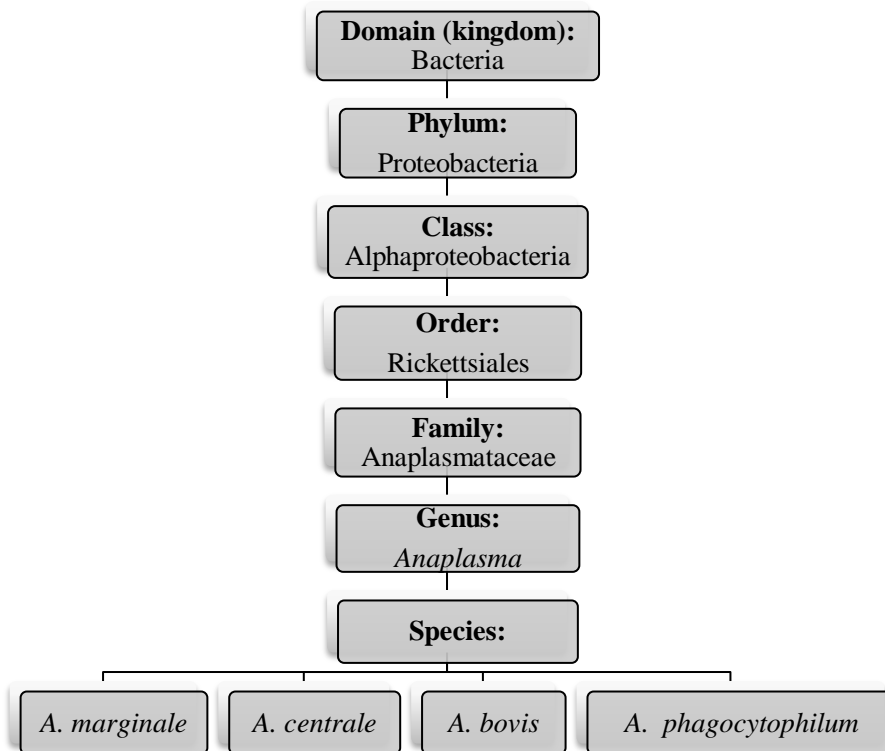 Domain (kingdom):
Bacteria
Phylum:
Proteobacteria
Class:
Alphaproteobacteria
Order:
Rickettsiales
Family:
Anaplasmataceae
Genus:
Anaplasma
Species:
A. marginale A. centrale A. bovis A. phagocytophilum